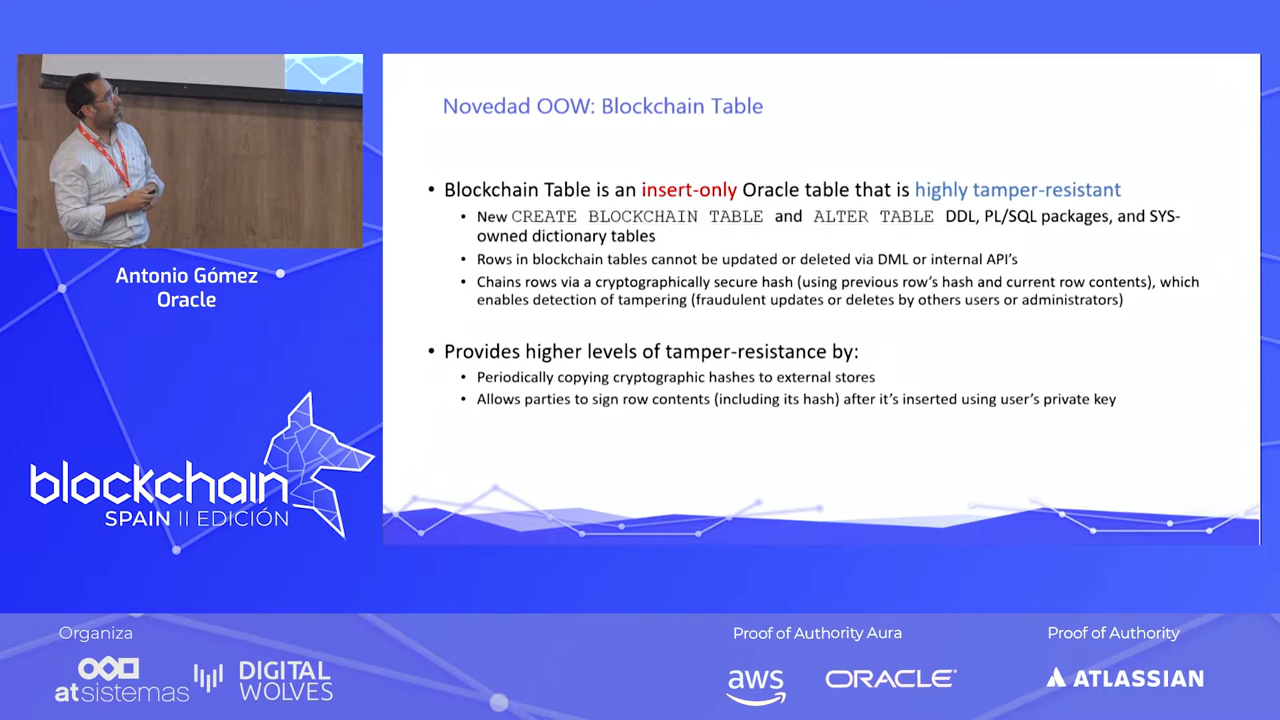 Antonio Gómez
Oracle
blockchain
SPAIN II EDICIÓN
Novedad OOW: Blockchain Table
• Blockchain Table is an insert-only Oracle table that is highly tamper-resistant
• New CREATE BLOCKCHAIN TABLE and ALTER TABLE DDL, PL/SQL packages, and SYS-
owned dictionary tables
• Rows in blockchain tables cannot be updated or deleted via DML or internal API's
• Chains rows via a cryptographically secure hash (using previous row's hash and current row contents), which
enables detection of tampering (fraudulent updates or deletes by others users or administrators)
• Provides higher levels of tamper-resistance by:
• Periodically copying cryptographic hashes to external stores
• Allows parties to sign row contents (including its hash) after it's inserted using user's private key
Organiza
atsistemas
DIGITAL
WOLVES
Proof of Authority Aura
aws
ORACLE
Proof of Authority
ATLASSIAN